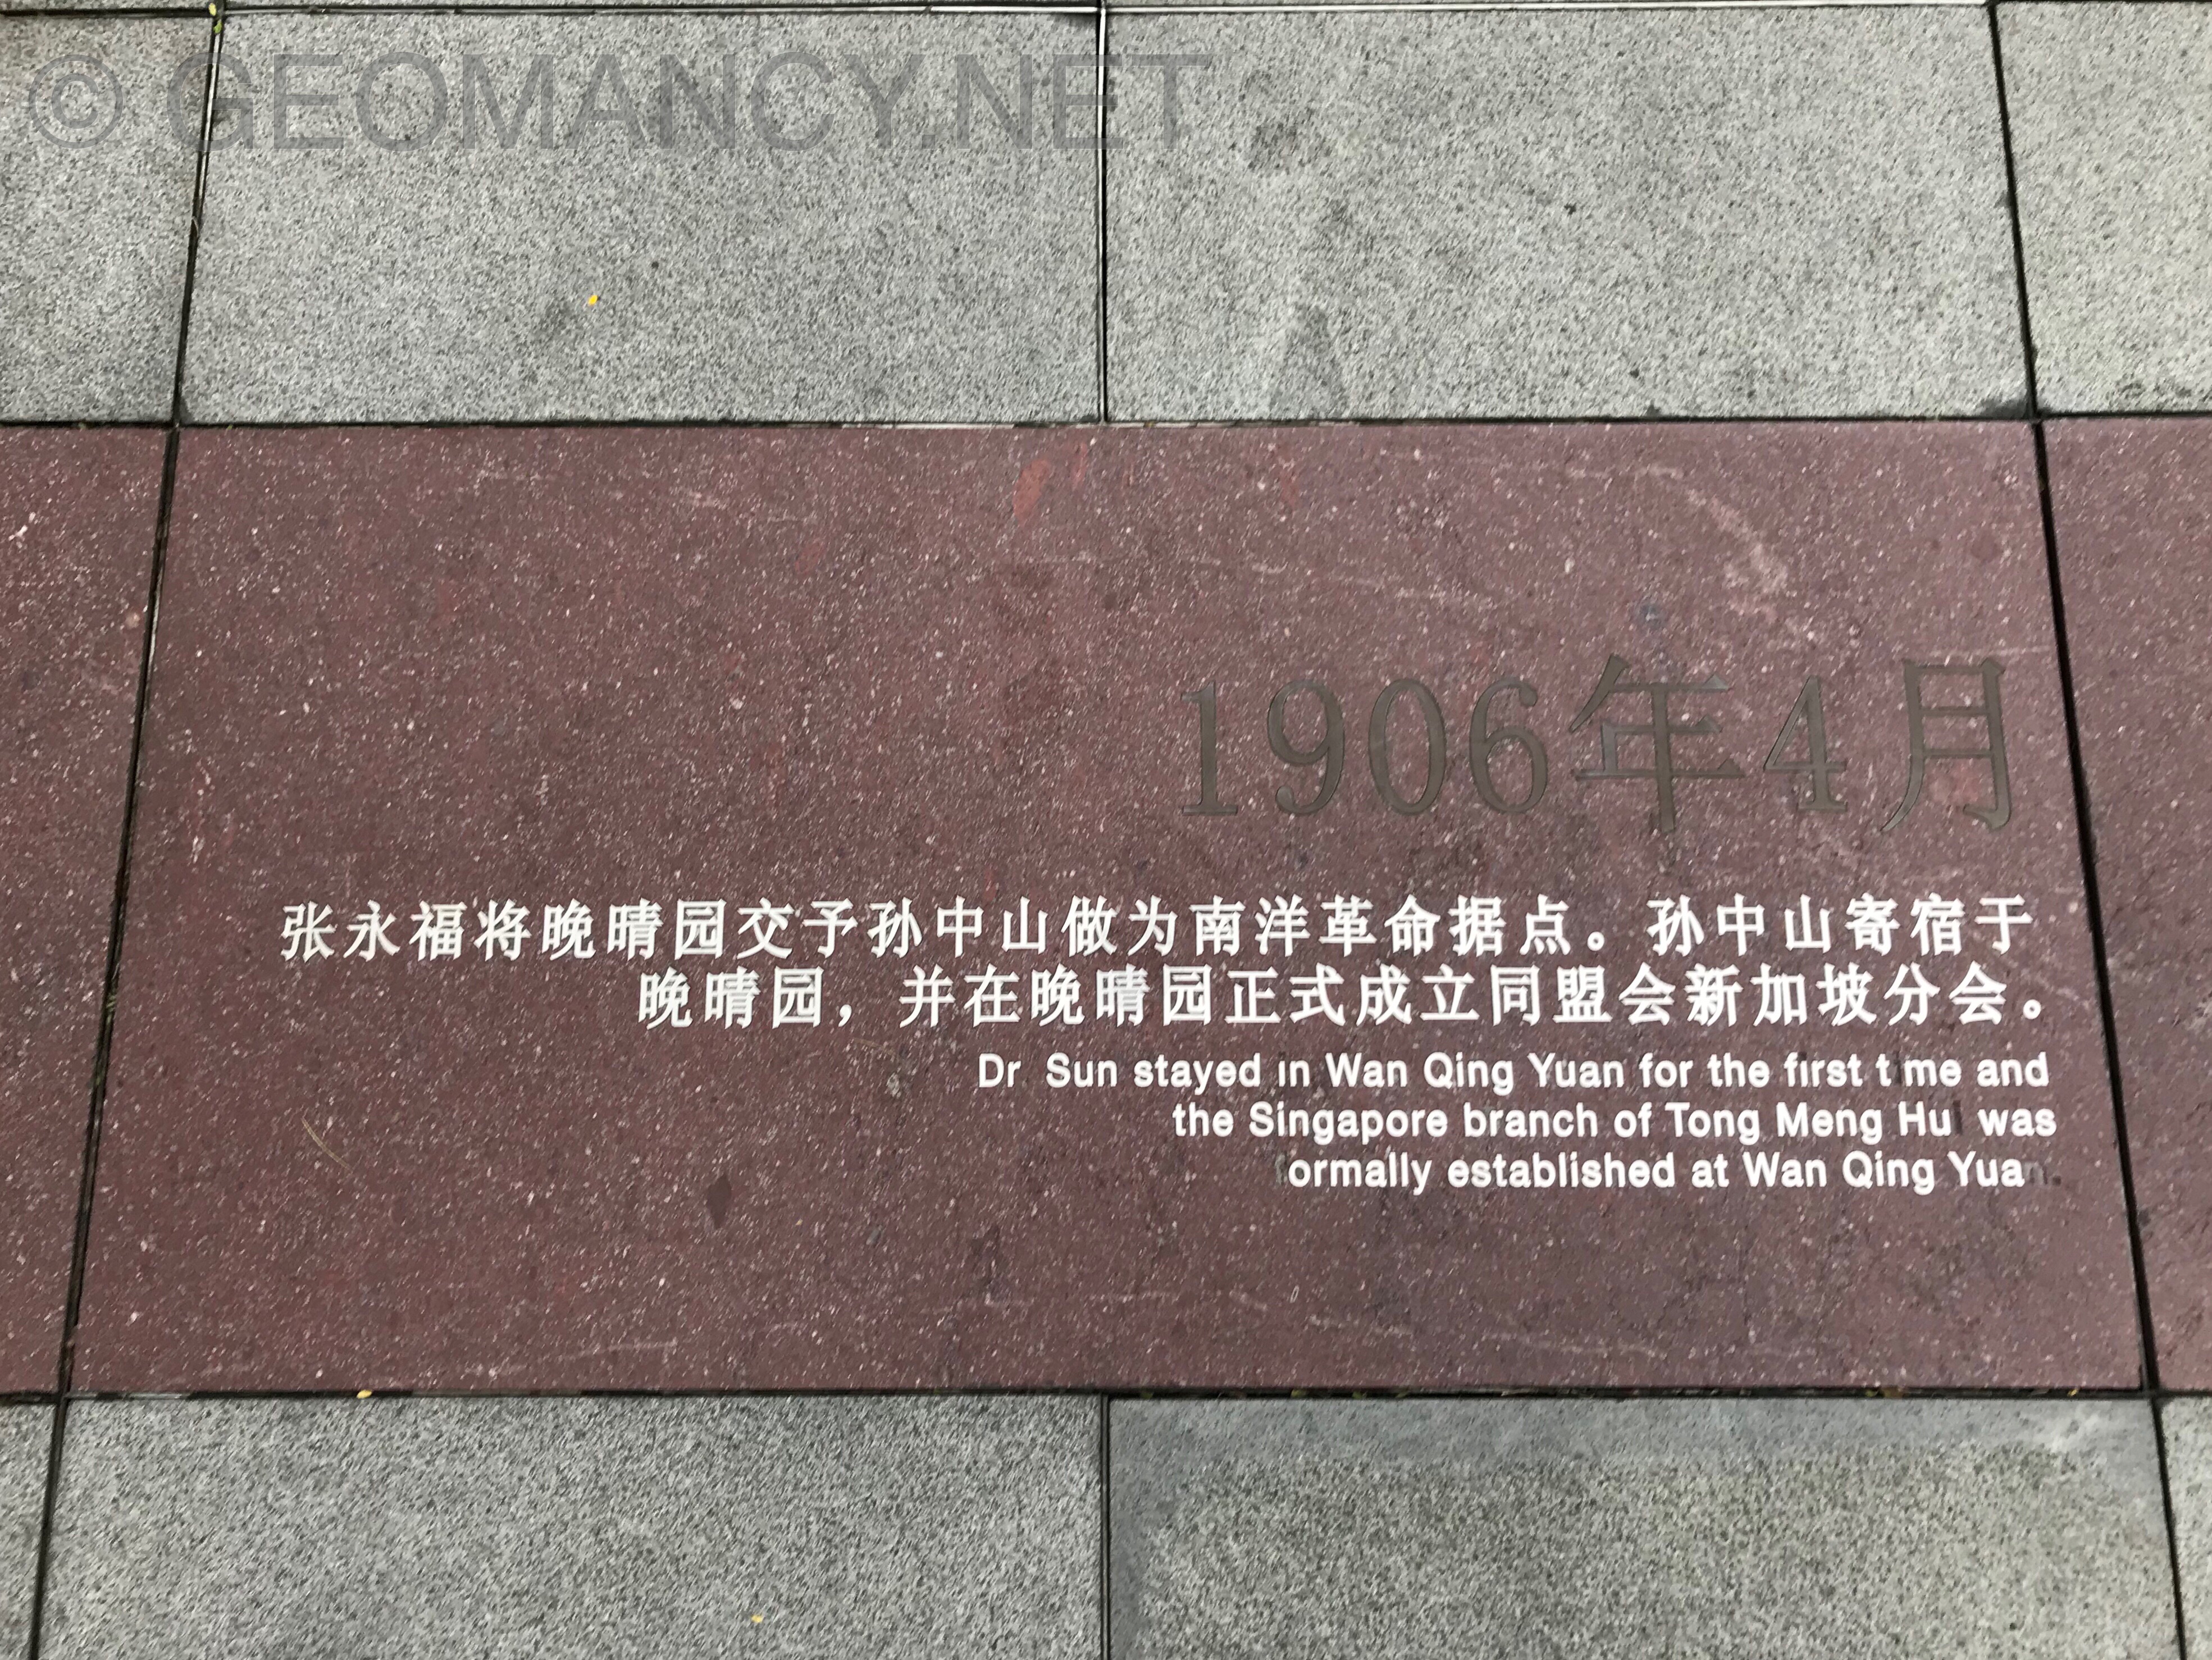 © GEOMANCY.NET
1906年4月
张永福将晚晴园交予孙中山做为南洋革命据点。孙中山寄宿于
晚晴园，并在晚晴园正式成立同盟会新加坡分会。
Dr Sun stayed in Wan Qing Yuan for the first time and
the Singapore branch of Tong Meng Hui was
formally established at Wan Qing Yuan.